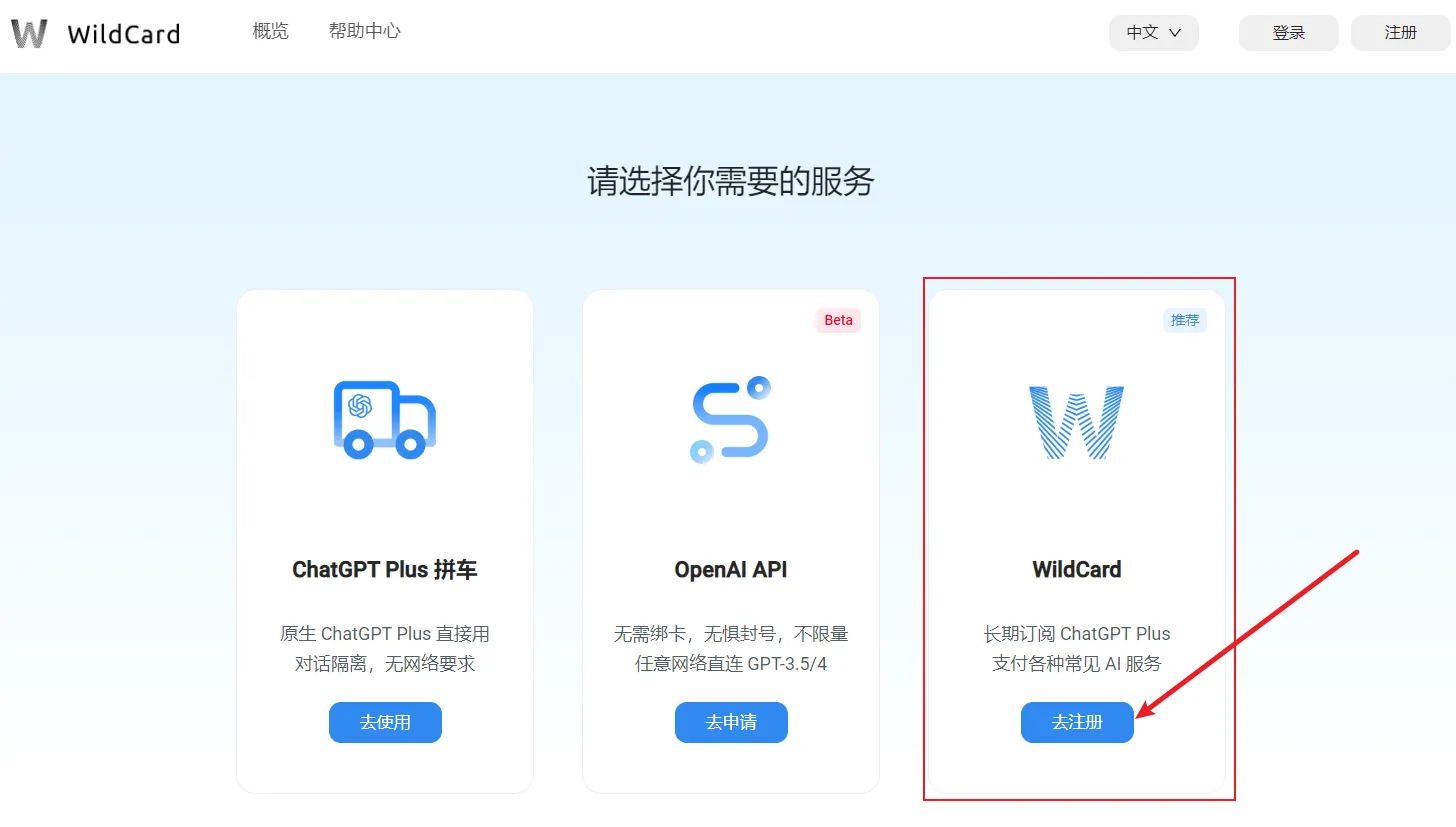 WildCard
概览
帮助中心
中文
登录
注册
请选择你需要的服务
ChatGPT Plus 拼车
原生 ChatGPT Plus 直接用
对话隔离，无网络要求
去使用
Beta
OpenAI API
无需绑卡，无惧封号，不限量
任意网络直连 GPT-3.5/4
去申请
推荐
WildCard
长期订阅 ChatGPT Plus
支付各种常见 AI 服务
去注册